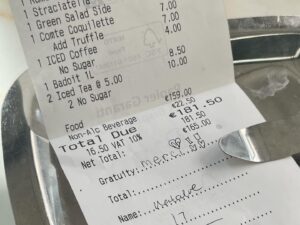 1 Straciatella
1 Green Salad Side 7.00
1 Comte Coquilette 7.00
Add Truffle 4.00
1 ICED Coffee
No Sugar
1 Badoit 1L 8.50
2 Iced Tea @ 5.00 10.00
2 No Sugar
Food €159.00
Non-Alc Beverage €22.50
Total Due €181.50
16.50 VAT 10% 181.50
Net Total: €165.00
Gratuity: Merci
Total:
Name:
17